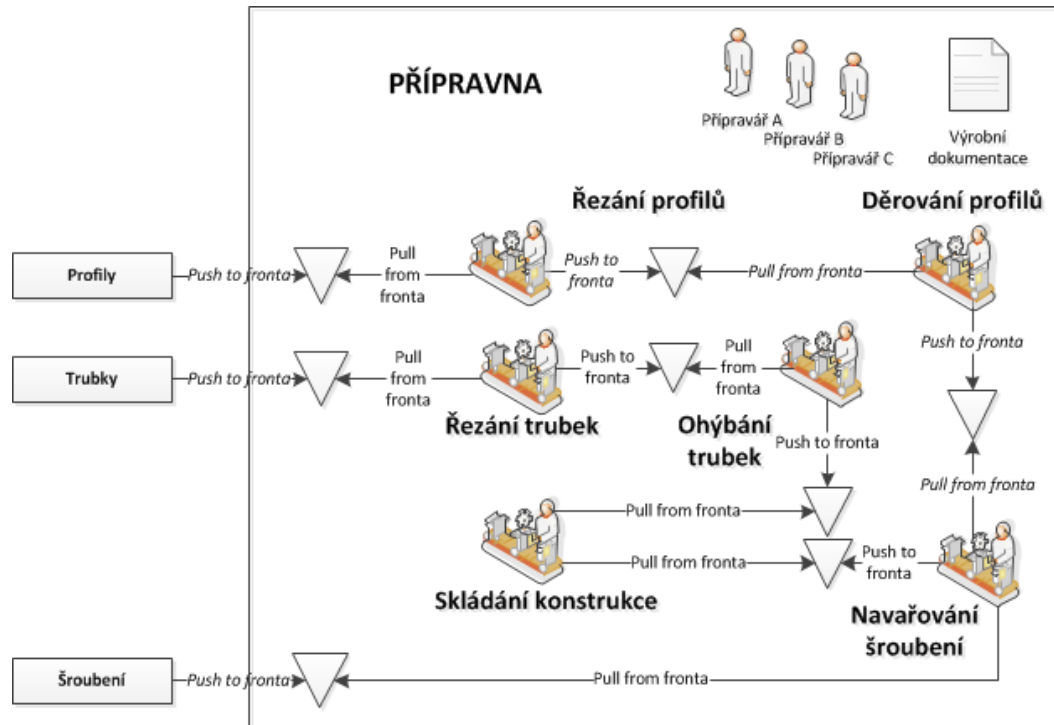 PŘÍPRAVNA
Přípravář A
Přípravář B
Přípravář C
Výrobní
dokumentace
Řezání profilů
Děrování profilů
Profily
Push to fronta
Pull
from
fronta
Push to
fronta
Pull from fronta
Push to fronta
Trubky
Push to fronta
Pull
from
fronta
Push to
fronta
Pull
from
fronta
Řezání trubek
Ohýbání
trubek
Push to fronta
Pull from fronta
Pull from fronta
Pull from fronta
Push to
fronta
Skládání konstrukce
Navařování
šroubení
Šroubení
Push to fronta
Pull from fronta